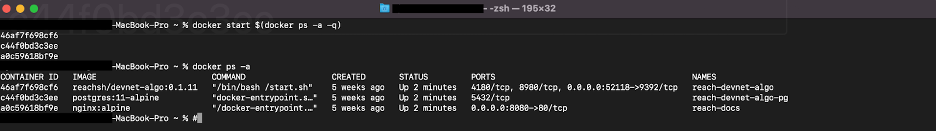 - -zsh — 195×32
-MacBook-Pro ~ % docker start $(docker ps -a -q)
46af7f698cf6
c44f0bd3c3ee
a0c59618bf9e
-MacBook-Pro ~ % docker ps -a
CONTAINER ID IMAGE COMMAND CREATED STATUS PORTS NAMES
46af7f698cf6 reachsh/devnet-algo:0.1.11 "/bin/bash /start.sh" 5 weeks ago Up 2 minutes 4180/tcp, 8980/tcp, 0.0.0.0:52118->9392/tcp reach-devnet-algo
c44f0bd3c3ee postgres:11-alpine "docker-entrypoint.s…" 5 weeks ago Up 2 minutes 5432/tcp reach-devnet-algo-pg
a0c59618bf9e nginx:alpine "/docker-entrypoint.…" 5 weeks ago Up 2 minutes 0.0.0.0:8080->80/tcp reach-docs
-MacBook-Pro ~ % #